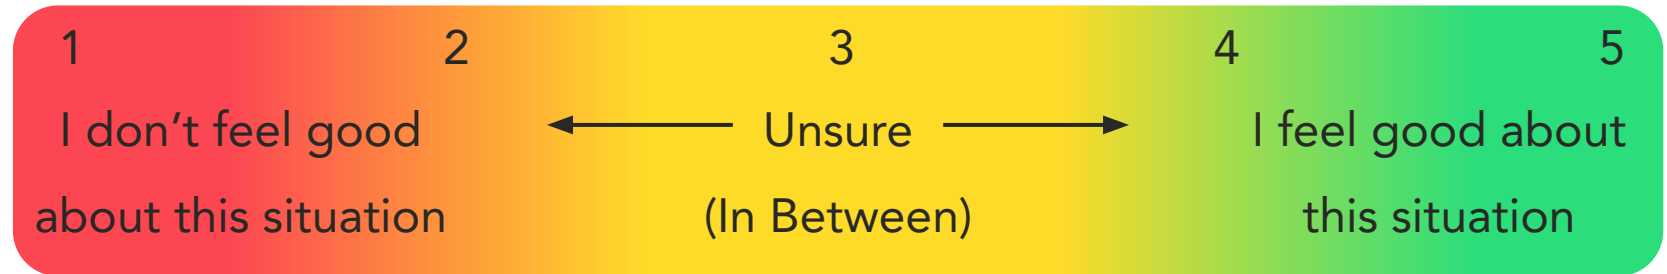 1 2 3 4 5
I don’t feel good Unsure I feel good about
about this situation (In Between) this situation